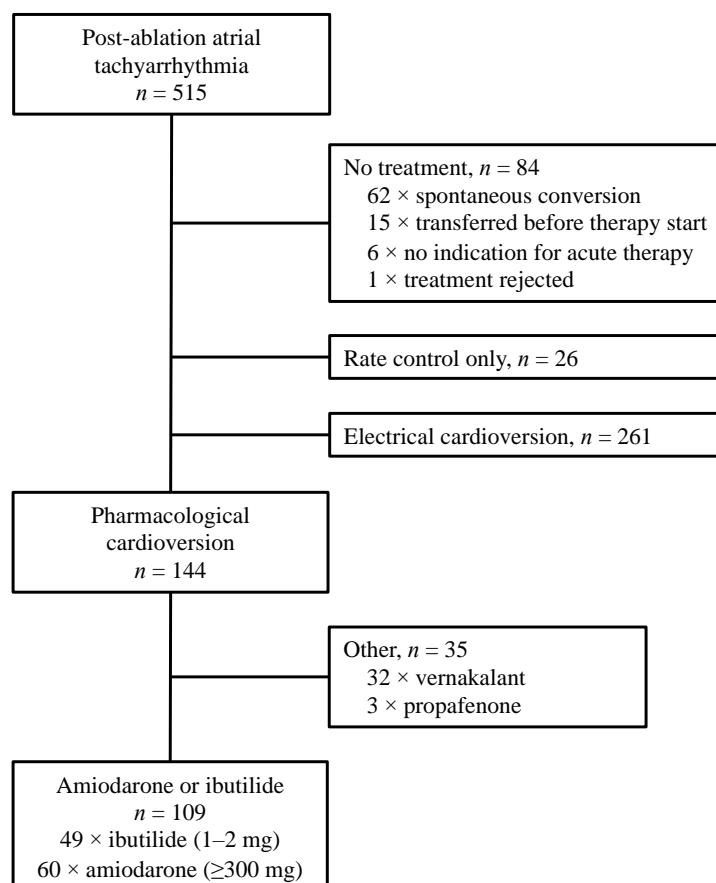 Post-ablation atrial
tachyarrhythmia
n = 515
No treatment, n = 84
62 × spontaneous conversion
15 × transferred before therapy start
6 × no indication for acute therapy
1 × treatment rejected
Rate control only, n = 26
Electrical cardioversion, n = 261
Pharmacological
cardioversion
n = 144
Other, n = 35
32 × vernakalant
3 × propafenone
Amiodarone or ibutilide
n = 109
49 × ibutilide (1–2 mg)
60 × amiodarone (≥300 mg)